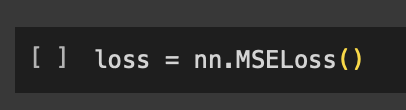 [ ] loss = nn.MSELoss()